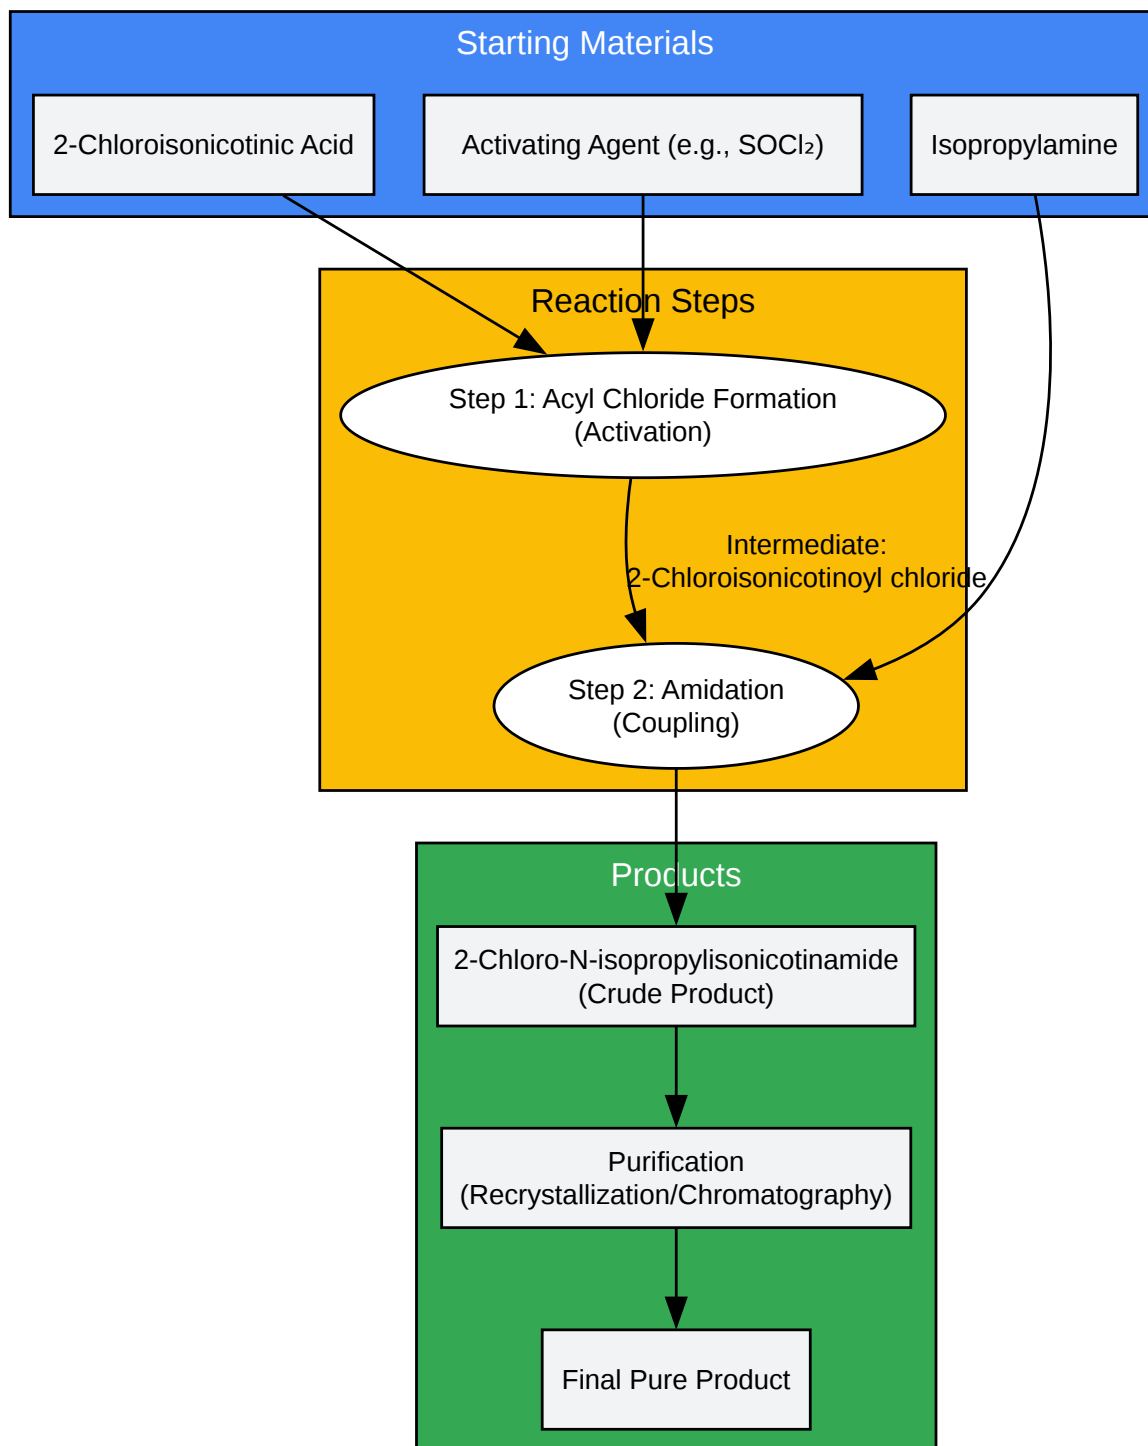 Starting Materials
2-Chloroisonicotinic Acid
Activating Agent (e.g., SOCl₂)
Isopropylamine
Reaction Steps
Step 1: Acyl Chloride Formation
(Activation)
Intermediate:
2-Chloroisonicotinoyl chloride
Step 2: Amidation
(Coupling)
Products
2-Chloro-N-isopropylisonicotinamide
(Crude Product)
Purification
(Recrystallization/Chromatography)
Final Pure Product